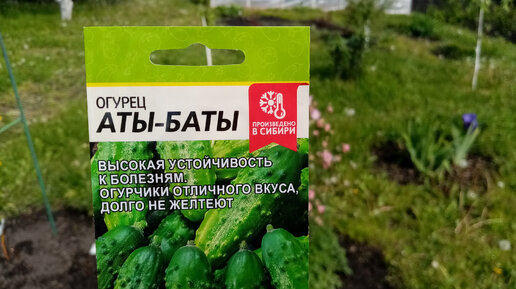 ОГУРЕЦ
АТЫ-БАТЫ
ПРОИЗВЕДЕНО
В СИБИРИ
ВЫСОКАЯ УСТОЙЧИВОСТЬ
К БОЛЕЗНЯМ.
ОГУРЧИКИ ОТЛИЧНОГО ВКУСА,
ДОЛГО НЕ ЖЕЛТЕЮТ